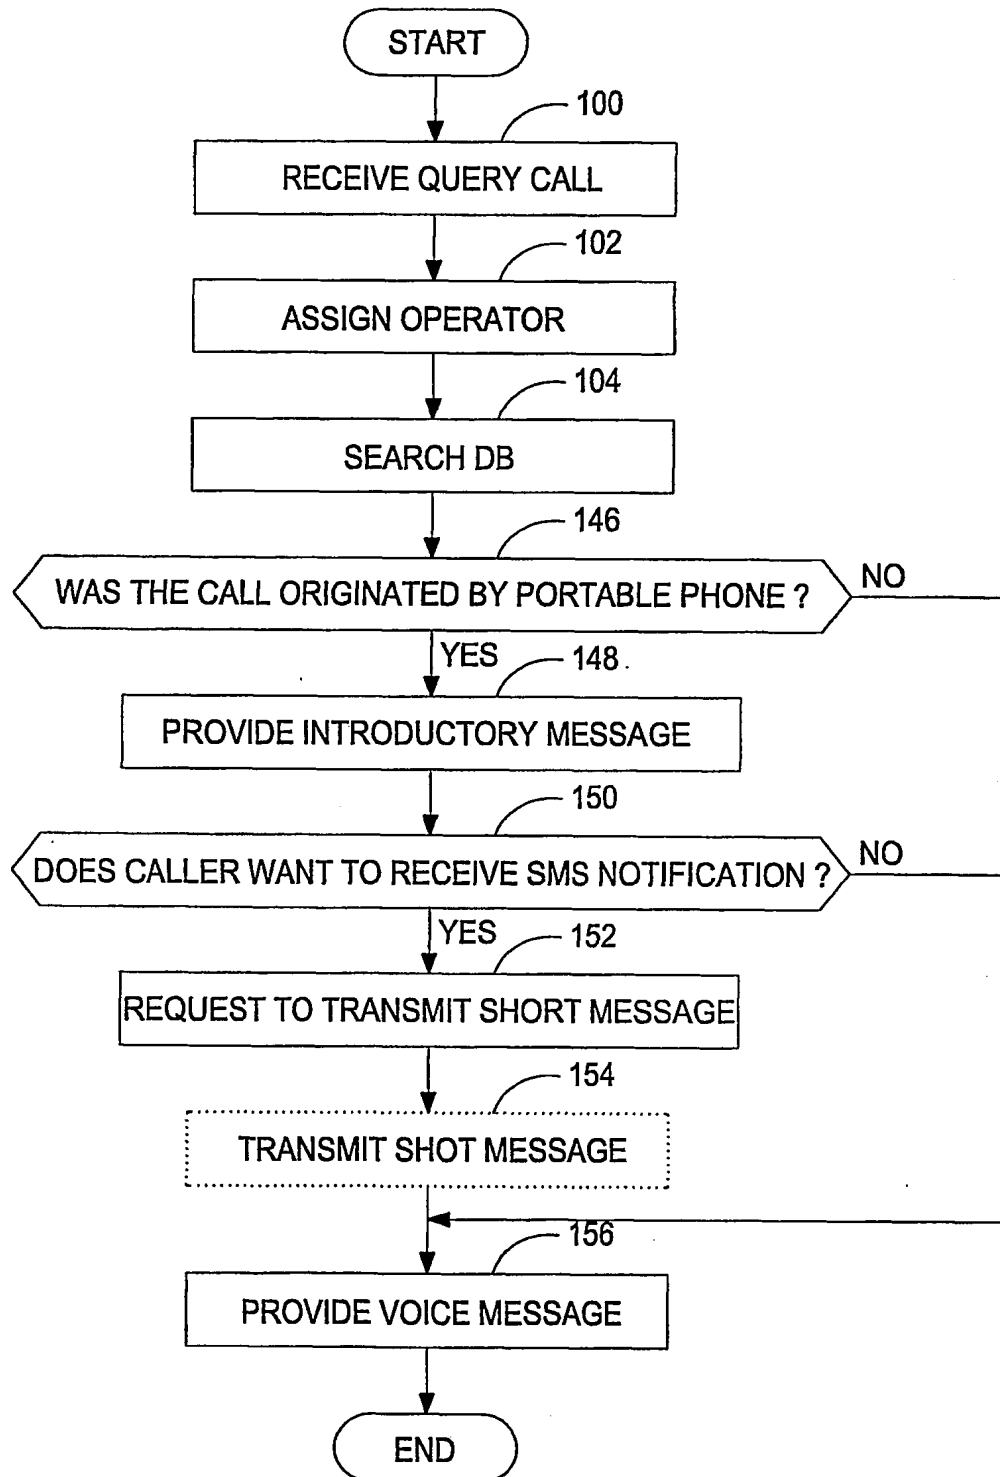 START
100
RECEIVE QUERY CALL
102
ASSIGN OPERATOR
104
SEARCH DB
146
WAS THE CALL ORIGINATED BY PORTABLE PHONE ?
NO
YES
148
PROVIDE INTRODUCTORY MESSAGE
150
DOES CALLER WANT TO RECEIVE SMS NOTIFICATION ?
NO
YES
152
REQUEST TO TRANSMIT SHORT MESSAGE
154
TRANSMIT SHOT MESSAGE
156
PROVIDE VOICE MESSAGE
END